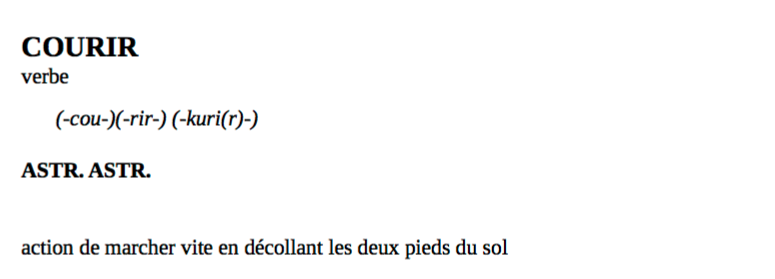 COURIR
verbe
(-cou-)(-rir-) (-kuri(r)-)
ASTR. ASTR.
action de marcher vite en décollant les deux pieds du sol